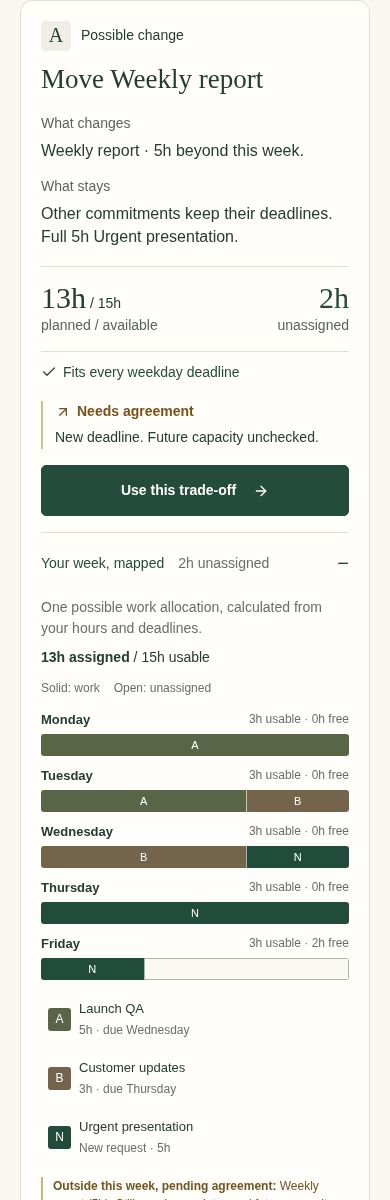 A Possible change
Move Weekly report
What changes
Weekly report · 5h beyond this week.
What stays
Other commitments keep their deadlines.
Full 5h Urgent presentation.
13h / 15h 2h
planned / available unassigned
Fits every weekday deadline
Needs agreement
New deadline. Future capacity unchecked.
Use this trade-off →
Your week, mapped 2h unassigned −
One possible work allocation, calculated from
your hours and deadlines.
13h assigned / 15h usable
Solid: work Open: unassigned
Monday 3h usable · 0h free
A
Tuesday 3h usable · 0h free
A B
Wednesday 3h usable · 0h free
B N
Thursday 3h usable · 0h free
N
Friday 3h usable · 2h free
N
A Launch QA
5h · due Wednesday
B Customer updates
3h · due Thursday
N Urgent presentation
New request · 5h
Outside this week, pending agreement: Weekly